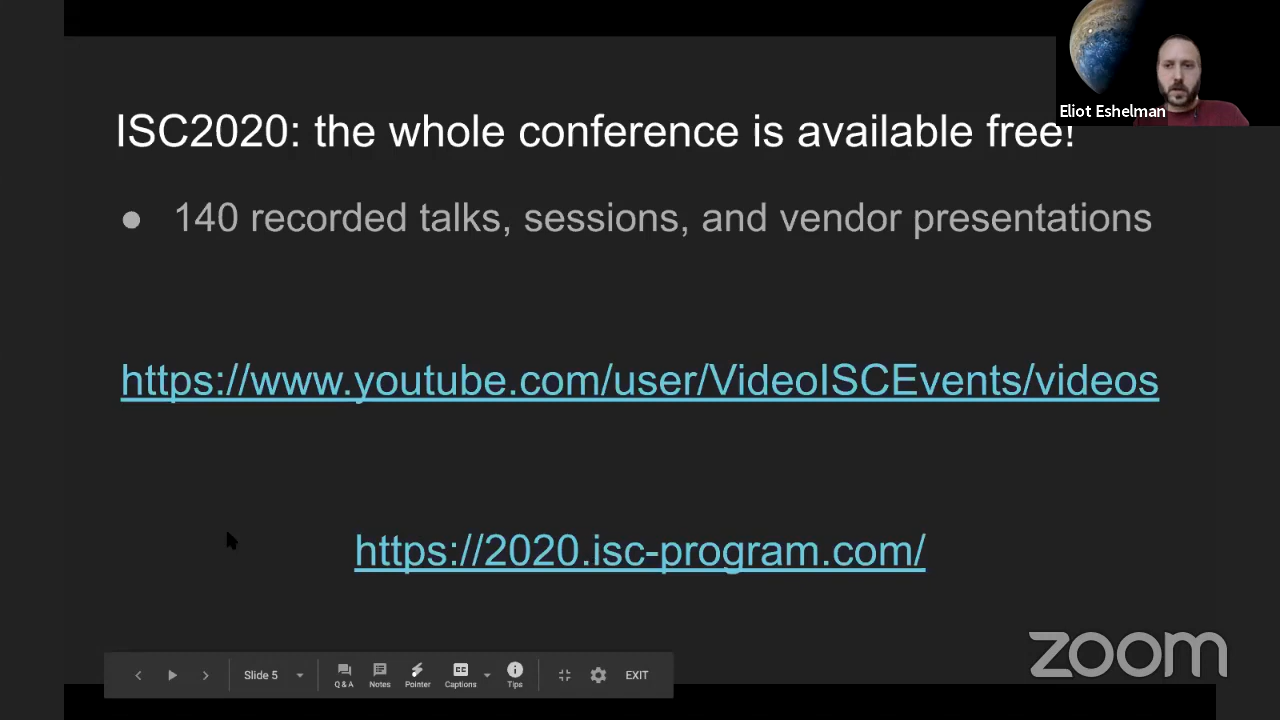 Eliot Eshelman
ISC2020: the whole conference is available free!
● 140 recorded talks, sessions, and vendor presentations
https://www.youtube.com/user/VideoISCEvents/videos
https://2020.isc-program.com/
zoom
Slide 5
Q & A
Notes
Pointer
CC
Captions
Tips
EXIT